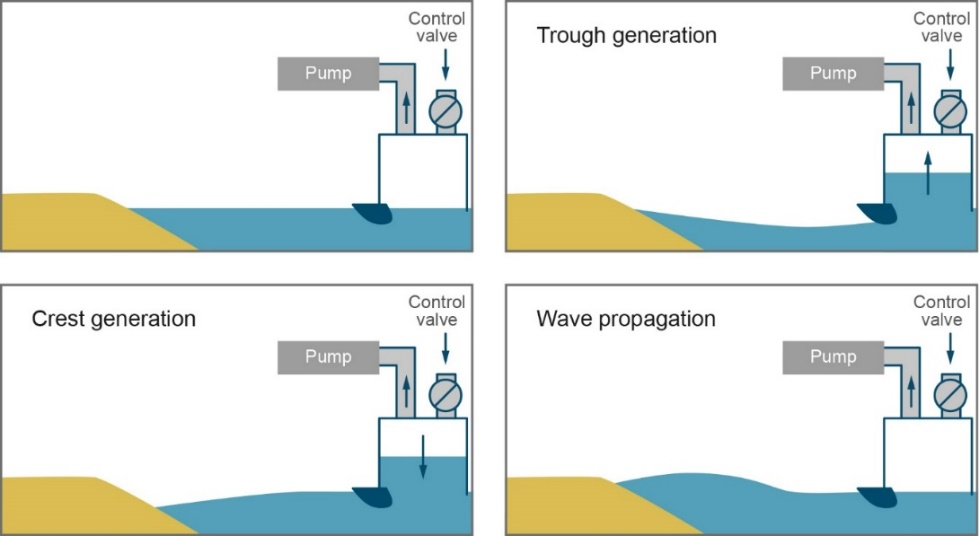 Control
valve
Pump
Trough generation
Control
valve
Pump
Crest generation
Control
valve
Pump
Wave propagation
Control
valve
Pump